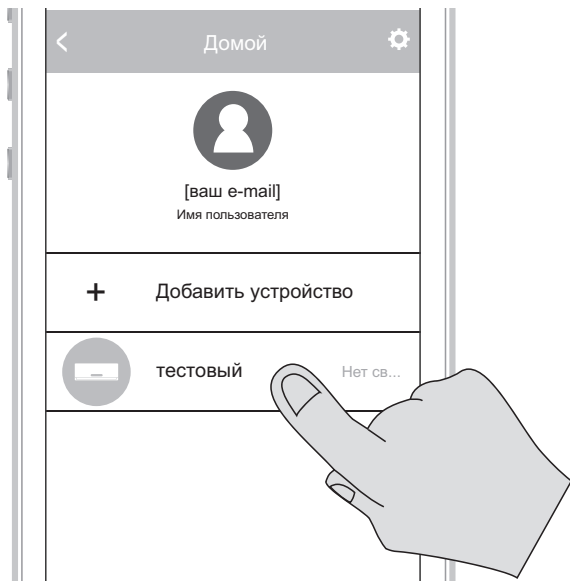 Домой
[ваш e-mail]
Имя пользователя
+ Добавить устройство
тестовый Нет св...